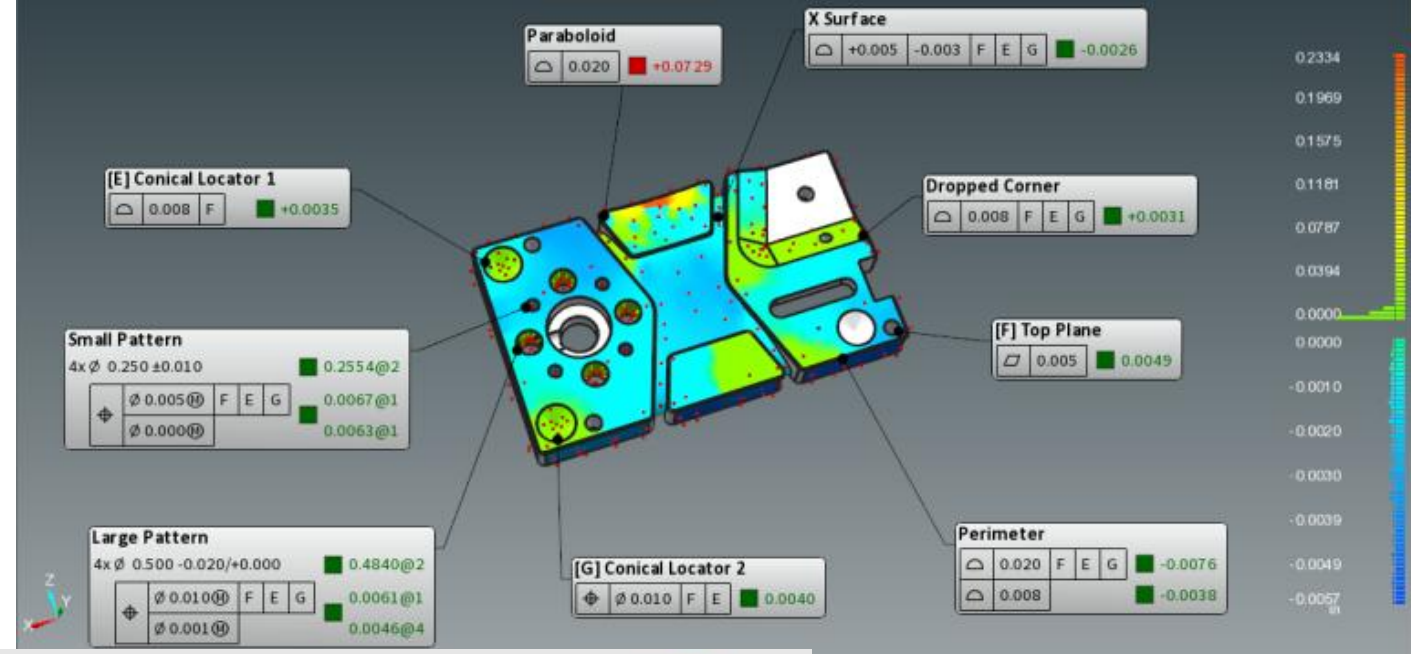 Paraboloid
⌓ 0.020 +0.0729
X Surface
⌓ +0.005 -0.003 F E G -0.0026
[E] Conical Locator 1
⌓ 0.008 F +0.0035
Dropped Corner
⌓ 0.008 F E G +0.0031
Small Pattern
4x Ø 0.250 ±0.010 0.2554@2
⌖ Ø 0.005Ⓜ F E G 0.0067@1
Ø 0.000Ⓜ 0.0063@1
[F] Top Plane
⏥ 0.005 0.0049
Large Pattern
4x Ø 0.500 -0.020/+0.000 0.4840@2
⌖ Ø 0.010Ⓜ F E G 0.0061@1
Ø 0.001Ⓜ 0.0046@4
[G] Conical Locator 2
⌖ Ø 0.010 F E 0.0040
Perimeter
⌓ 0.020 F E G -0.0076
⌓ 0.008 -0.0038
Z
Y
X
0.2334
0.1969
0.1575
0.1181
0.0787
0.0394
0.0000
0.0000
-0.0010
-0.0020
-0.0030
-0.0039
-0.0049
-0.0057
in